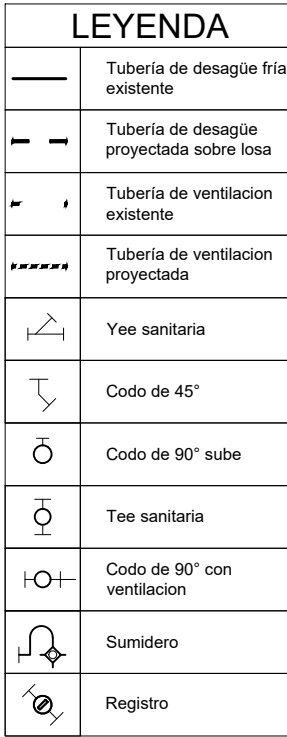 LEYENDA
Tubería de desagüe fría
existente
Tubería de desagüe
proyectada sobre losa
Tubería de ventilacion
existente
Tubería de ventilacion
proyectada
Yee sanitaria
Codo de 45°
Codo de 90° sube
Tee sanitaria
Codo de 90° con
ventilacion
Sumidero
Registro